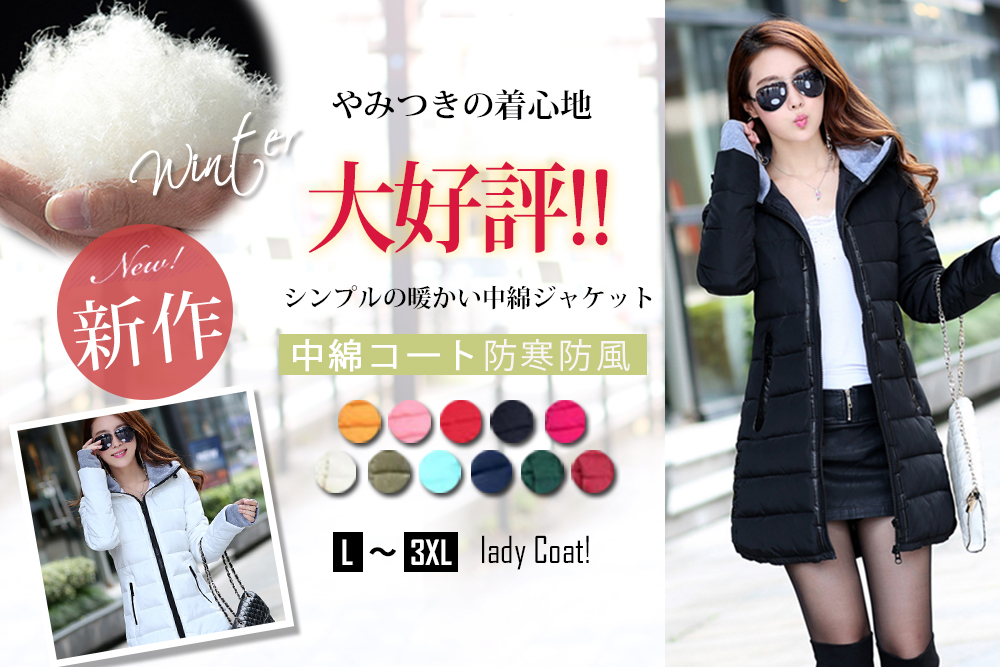 Winter
New!
新作
やみつきの着心地
大好評!!
シンプルの暖かい中綿ジャケット
中綿コート防寒防風
L～3XL lady Coat!